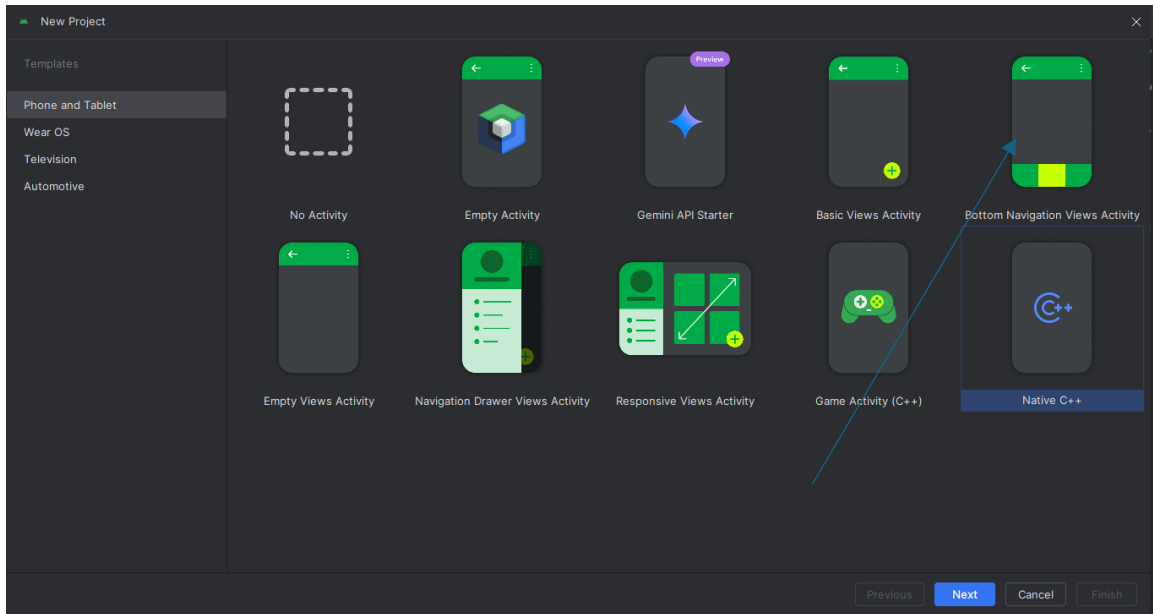 New Project
Templates
Phone and Tablet
Wear OS
Television
Automotive
Preview
No Activity
Empty Activity
Gemini API Starter
Basic Views Activity
Bottom Navigation Views Activity
C++
Empty Views Activity
Navigation Drawer Views Activity
Responsive Views Activity
Game Activity (C++)
Native C++
Previous
Next
Cancel
Finish